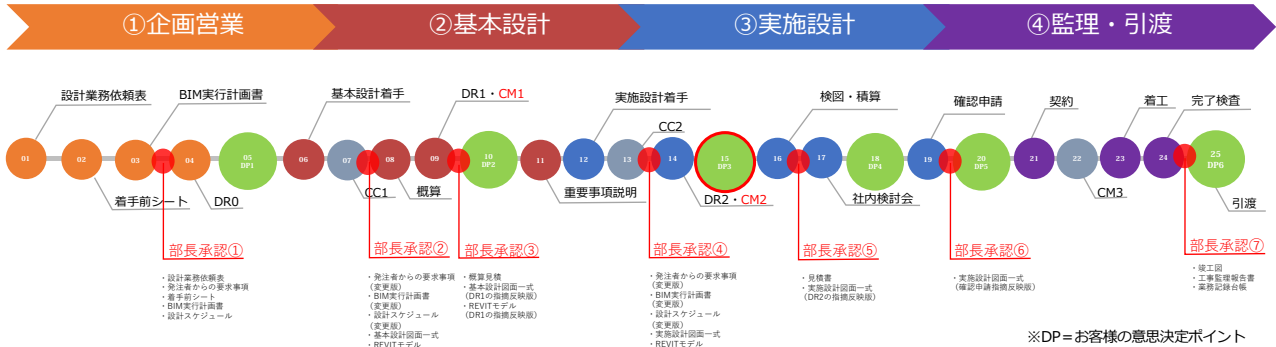 ①企画営業
②基本設計
③実施設計
④監理・引渡
設計業務依頼表
BIM実行計画書
基本設計着手
DR1・CM1
実施設計着手
CC2
検図・積算
確認申請
契約
着工
完了検査
01
02
03
04
05
DP1
06
07
08
09
10
DP2
11
12
13
14
15
DP3
16
17
18
DP4
19
20
DP5
21
22
23
24
25
DP6
着手前シート
DR0
CC1
概算
重要事項説明
DR2・CM2
社内検討会
CM3
引渡
部長承認①
・設計業務依頼表
・発注者からの要求事項
・着手前シート
・BIM実行計画書
・設計スケジュール
部長承認②
・発注者からの要求事項
(変更版)
・BIM実行計画書
(変更版)
・設計スケジュール
(変更版)
・基本設計図面一式
・REVITモデル
部長承認③
・概算見積
・基本設計図面一式
(DR1の指摘反映版)
・REVITモデル
(DR1の指摘反映版)
部長承認④
・発注者からの要求事項
(変更版)
・BIM実行計画書
(変更版)
・設計スケジュール
(変更版)
・実施設計図面一式
・REVITモデル
部長承認⑤
・見積書
・実施設計図面一式
(DR2の指摘反映版)
部長承認⑥
・実施設計図面一式
(確認申請指摘反映版)
部長承認⑦
・竣工図
・工事監理報告書
・業務記録台帳
※DP＝お客様の意思決定ポイント